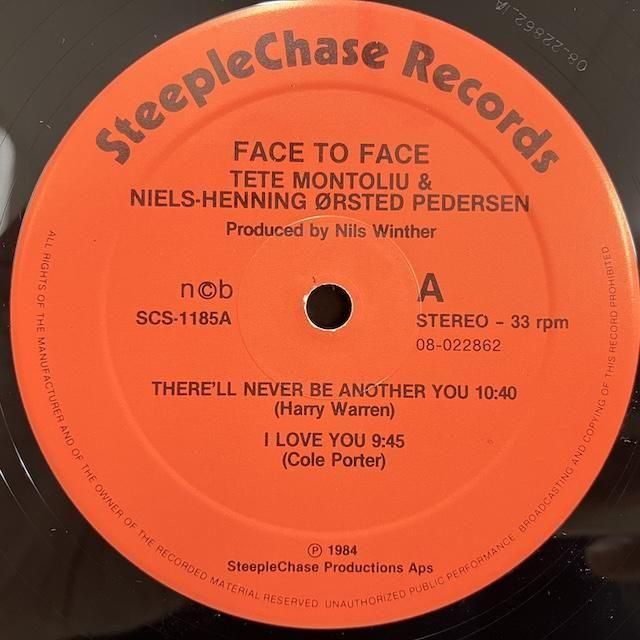 SteepleChase Records
FACE TO FACE
TETE MONTOLIU &
NIELS-HENNING ØRSTED PEDERSEN
Produced by Nils Winther
n©b
SCS-1185A
A
STEREO - 33 rpm
08-022862
THERE'LL NEVER BE ANOTHER YOU 10:40
(Harry Warren)
I LOVE YOU 9:45
(Cole Porter)
Ⓟ 1984
SteepleChase Productions Aps
ALL RIGHTS OF THE MANUFACTURER AND OF THE OWNER OF THE RECORDED MATERIAL RESERVED. UNAUTHORIZED PUBLIC PERFORMANCE, BROADCASTING AND COPYING OF THIS RECORD PROHIBITED